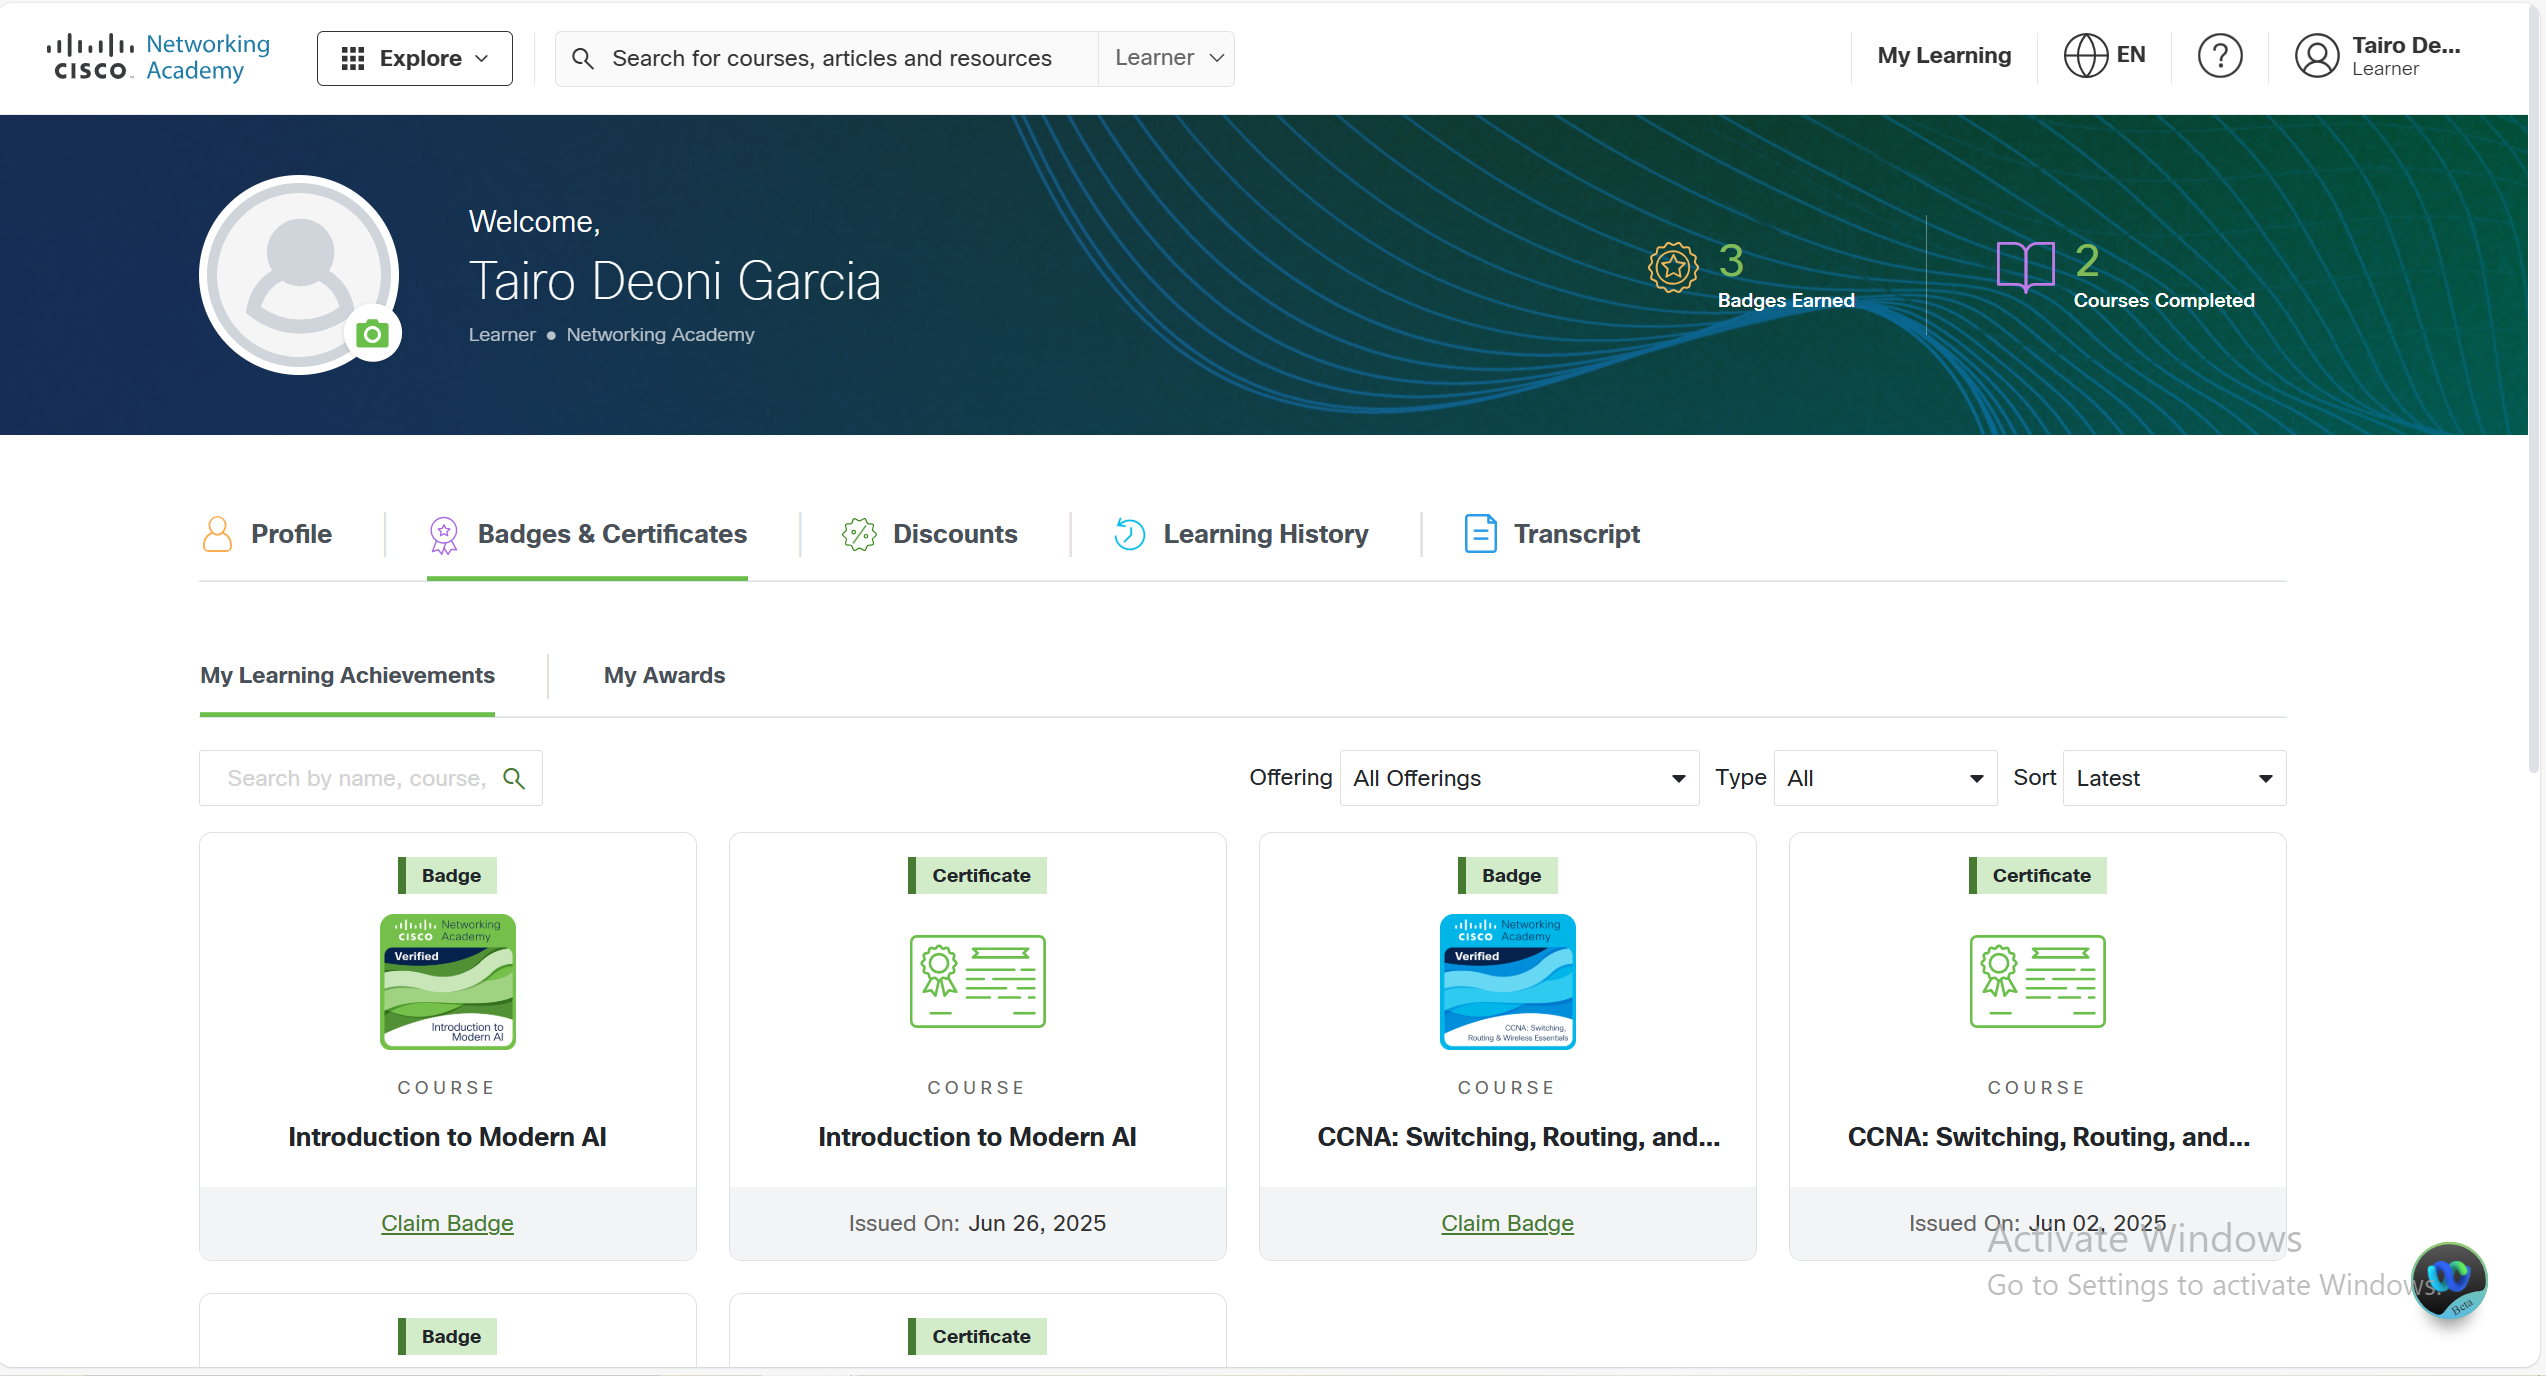 Networking
CISCO Academy
Explore
Search for courses, articles and resources
Learner
My Learning
EN
?
Tairo De...
Learner
Welcome,
Tairo Deoni Garcia
Learner ● Networking Academy
3
Badges Earned
2
Courses Completed
Profile
Badges & Certificates
Discounts
Learning History
Transcript
My Learning Achievements
My Awards
Search by name, course,
Offering
All Offerings
Type
All
Sort
Latest
Badge
Networking
CISCO Academy
Verified
Introduction to
Modern AI
COURSE
Introduction to Modern AI
Claim Badge
Certificate
COURSE
Introduction to Modern AI
Issued On: Jun 26, 2025
Badge
Networking
CISCO Academy
Verified
CCNA: Switching,
Routing & Wireless Essentials
COURSE
CCNA: Switching, Routing, and...
Claim Badge
Certificate
COURSE
CCNA: Switching, Routing, and...
Issued On: Jun 02, 2025
Activate Windows
Go to Settings to activate Windows.
Beta
Badge
Certificate